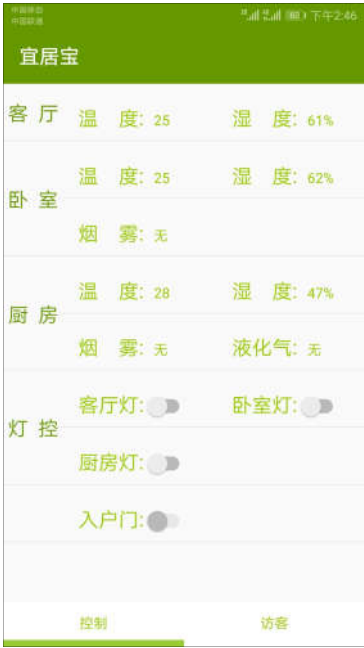 中国移动
中国联通
下午2:46
宜居宝
客 厅 温 度: 25 湿 度: 61%
温 度: 25 湿 度: 62%
卧 室
烟 雾: 无
温 度: 28 湿 度: 47%
厨 房
烟 雾: 无 液化气: 无
客厅灯: 卧室灯:
灯 控
厨房灯:
入户门:
控制 访客